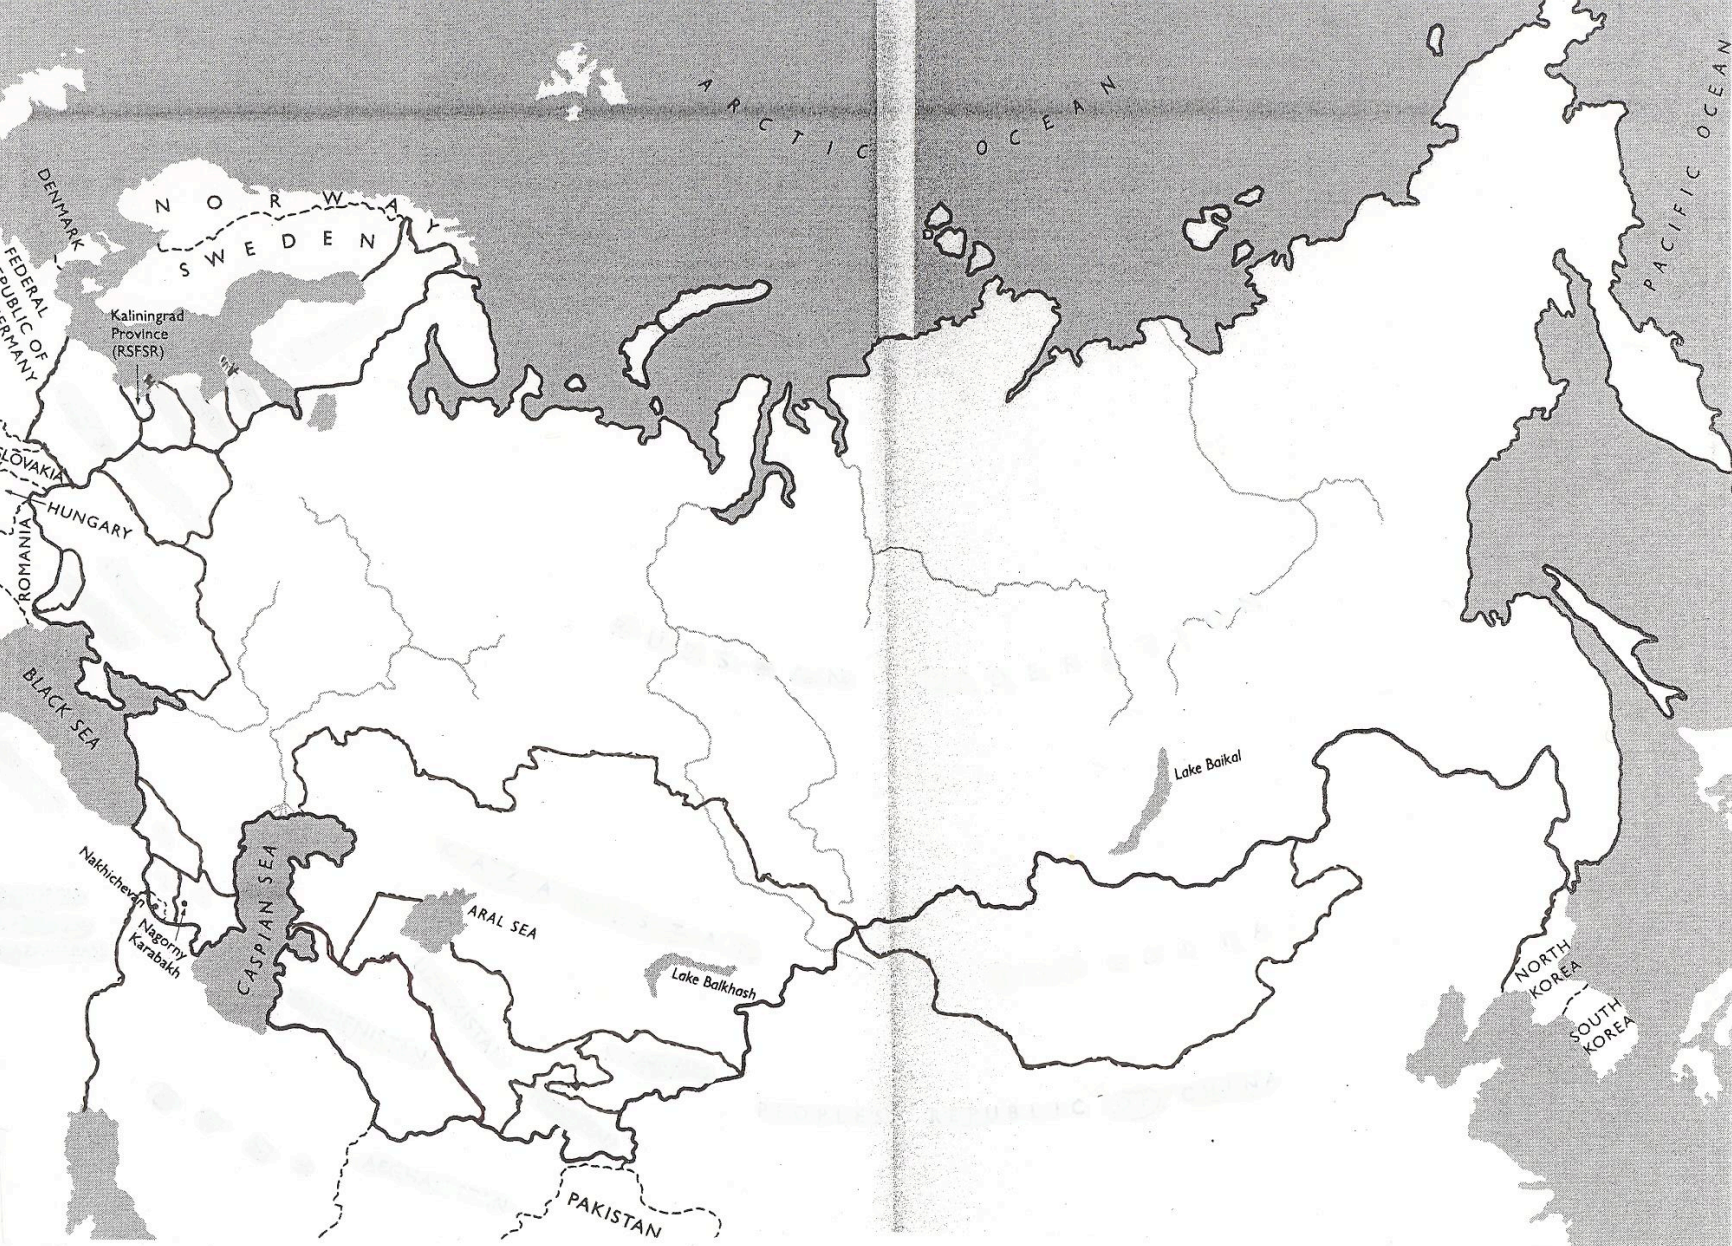 ARCTIC OCEAN
PACIFIC OCEAN
NORWAY
SWEDEN
DENMARK
FEDERAL
REPUBLIC OF
GERMANY
Kaliningrad
Province
(RSFSR)
SLOVAKIA
HUNGARY
ROMANIA
BLACK SEA
Lake Baikal
Nakhichevan
Nagorny
Karabakh
CASPIAN SEA
ARAL SEA
Lake Balkhash
NORTH
KOREA
SOUTH
KOREA
PAKISTAN